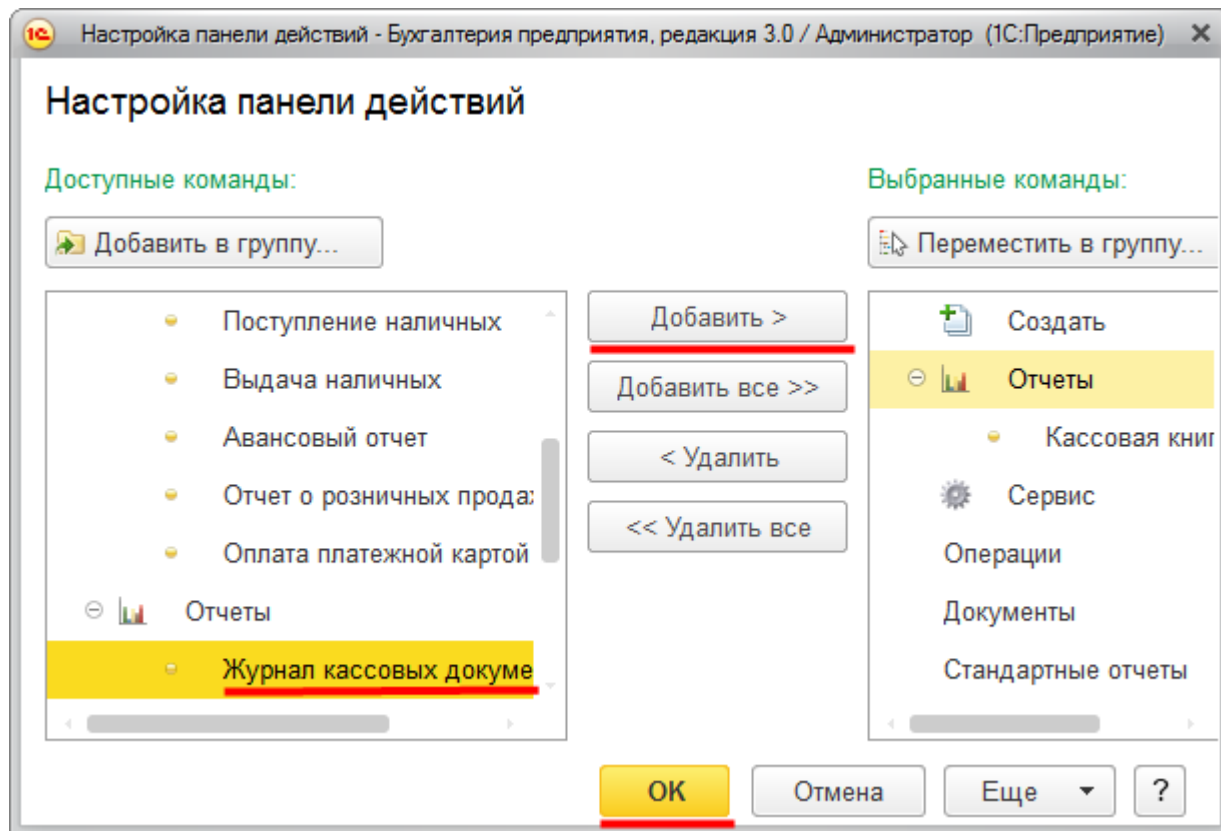 1С Настройка панели действий - Бухгалтерия предприятия, редакция 3.0 / Администратор (1С:Предприятие)
Настройка панели действий
Доступные команды:
Выбранные команды:
Добавить в группу...
Переместить в группу...
Поступление наличных
Выдача наличных
Авансовый отчет
Отчет о розничных прода
Оплата платежной картой
Отчеты
Журнал кассовых докуме
Добавить >
Добавить все >>
< Удалить
<< Удалить все
Создать
Отчеты
Кассовая книг
Сервис
Операции
Документы
Стандартные отчеты
ОК
Отмена
Еще
?